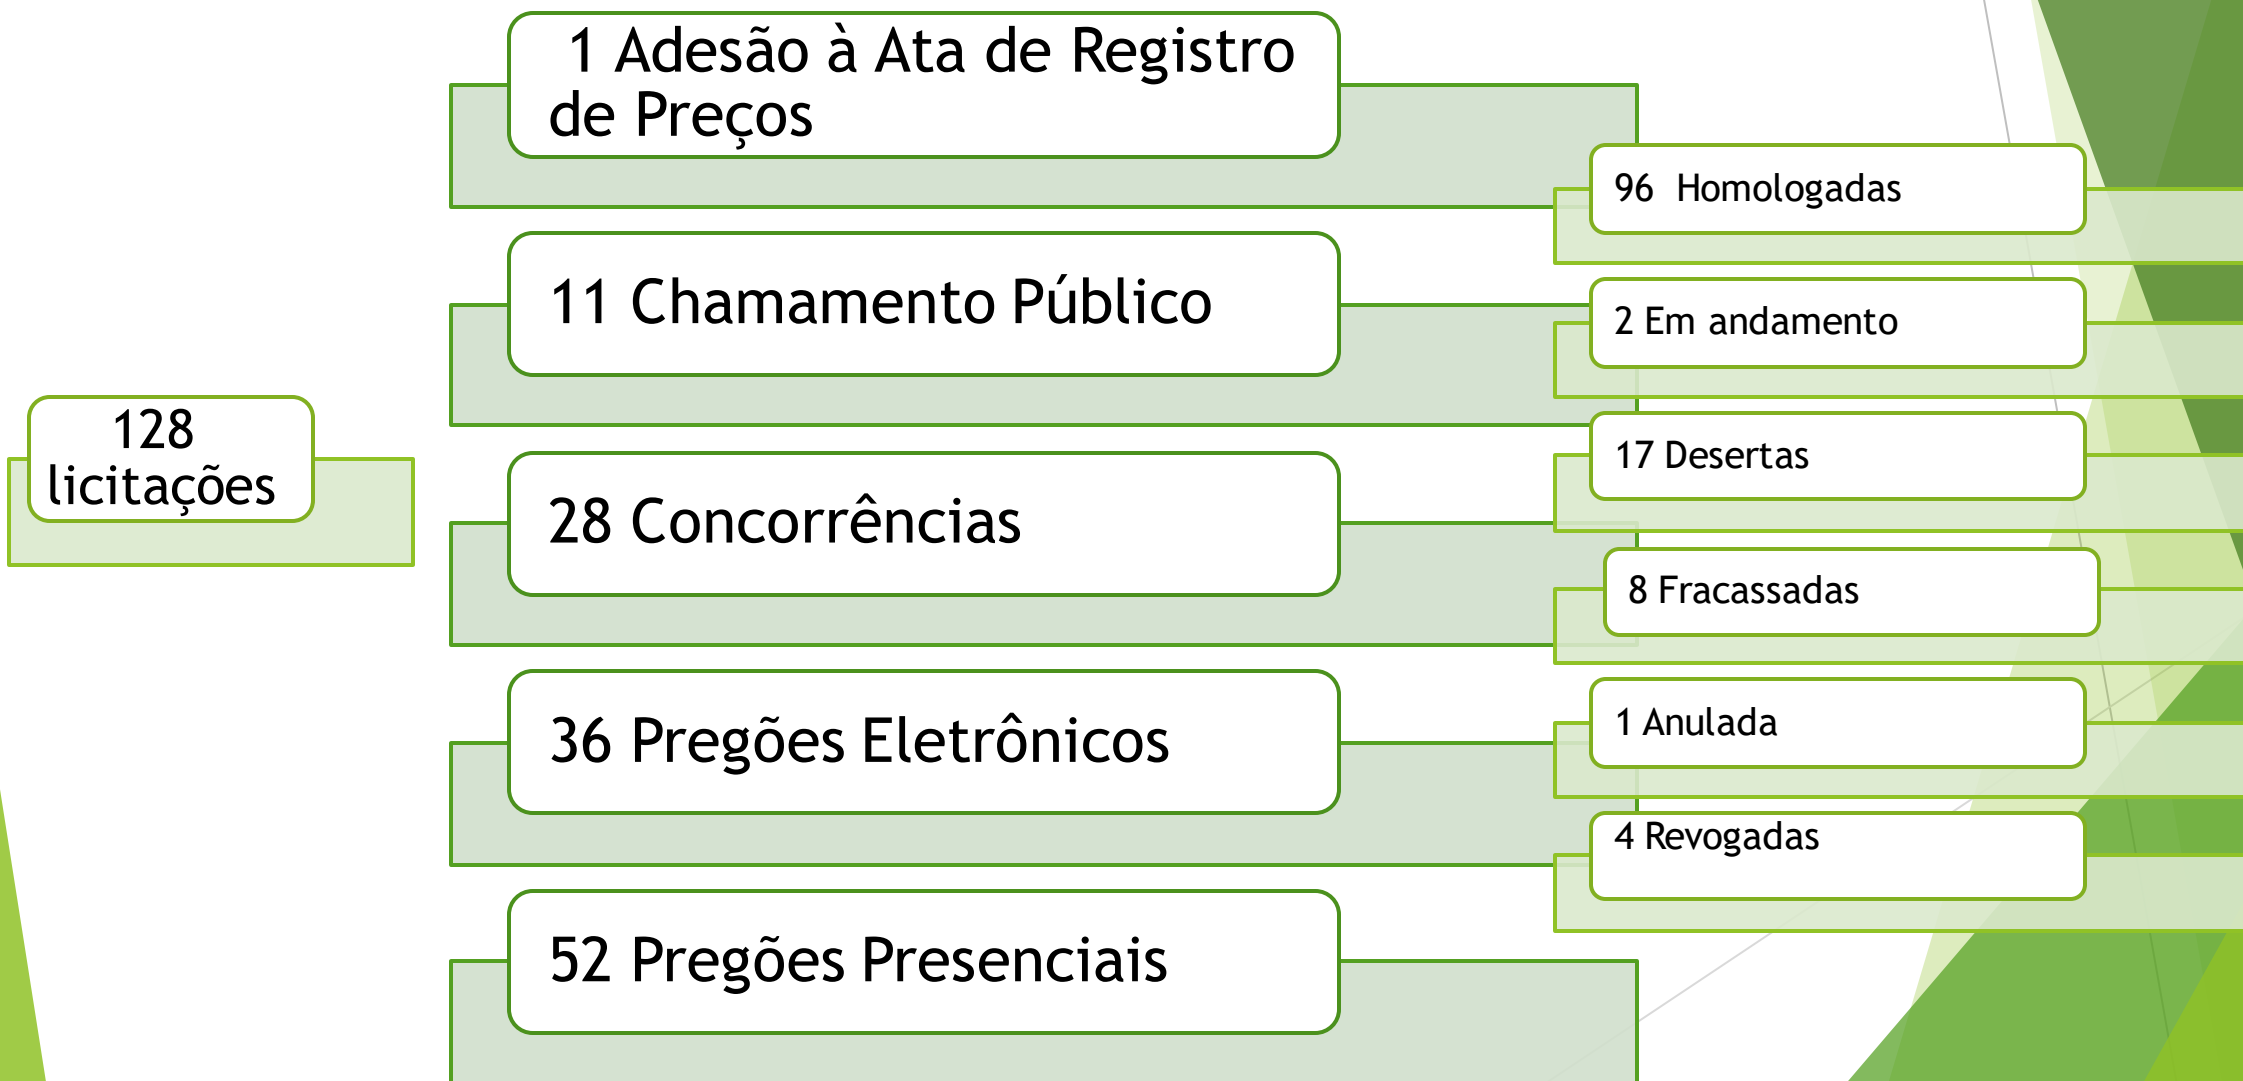 128
licitações
1 Adesão à Ata de Registro
de Preços
11 Chamamento Público
28 Concorrências
36 Pregões Eletrônicos
52 Pregões Presenciais
96 Homologadas
2 Em andamento
17 Desertas
8 Fracassadas
1 Anulada
4 Revogadas